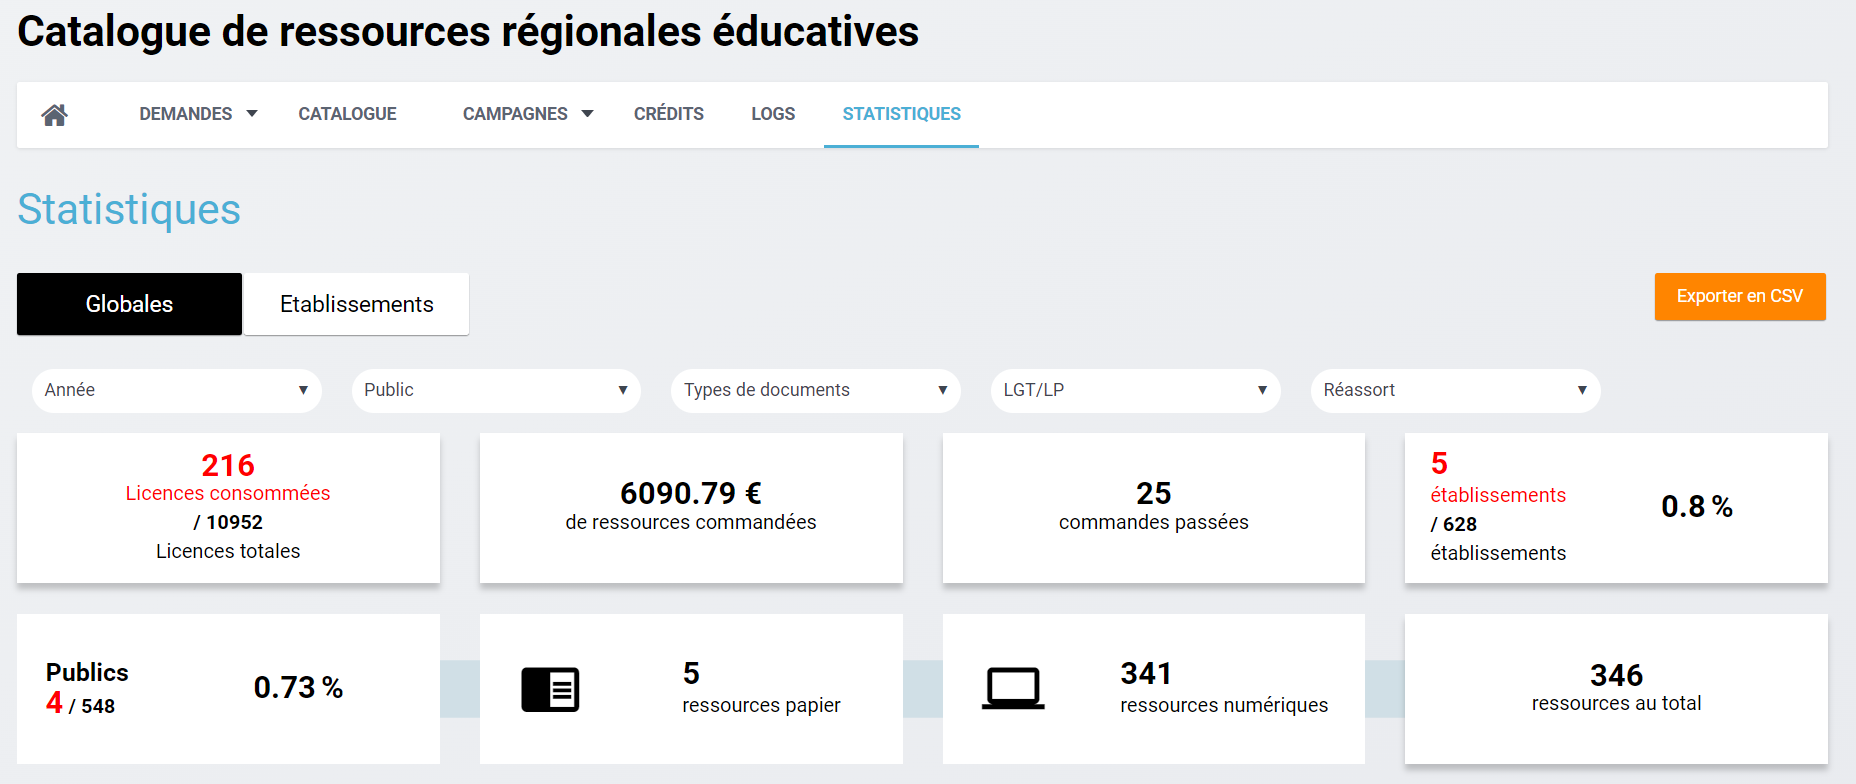 Catalogue de ressources régionales éducatives
DEMANDES CATALOGUE CAMPAGNES CRÉDITS LOGS STATISTIQUES
Statistiques
Globales Etablissements Exporter en CSV
Année Public Types de documents LGT/LP Réassort
216
Licences consommées
/ 10952
Licences totales
6090.79 €
de ressources commandées
25
commandes passées
5
établissements
/ 628
établissements
0.8 %
Publics
4 / 548
0.73 %
5
ressources papier
341
ressources numériques
346
ressources au total